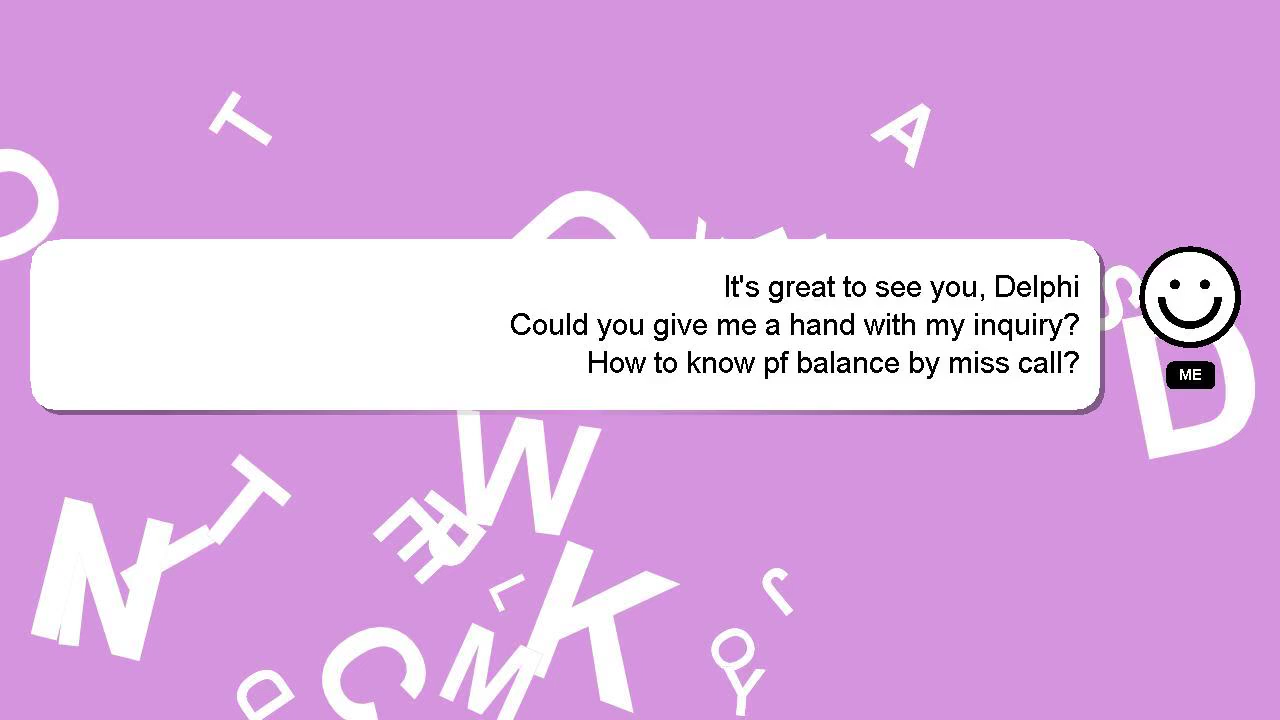 It's great to see you, Delphi
Could you give me a hand with my inquiry?
How to know pf balance by miss call?
ME
T
A
O
S
D
W
T
N
E
R
L
K
J
M
C
D
O
Y